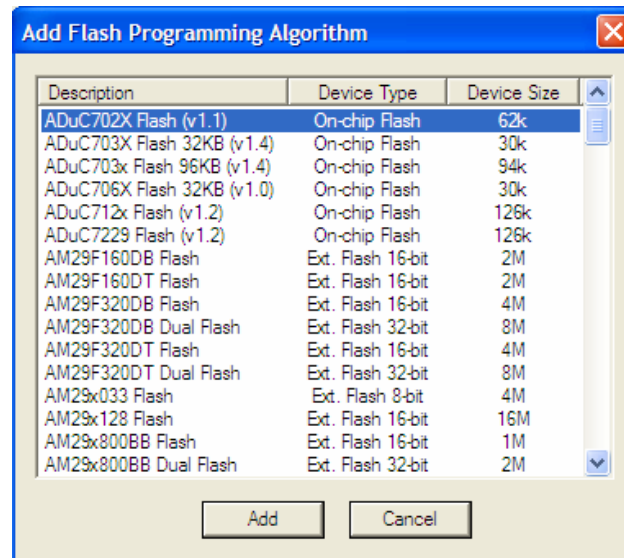 Add Flash Programming Algorithm
Description Device Type Device Size
ADuC702X Flash (v1.1) On-chip Flash 62k
ADuC703X Flash 32KB (v1.4) On-chip Flash 30k
ADuC703x Flash 96KB (v1.4) On-chip Flash 94k
ADuC706X Flash 32KB (v1.0) On-chip Flash 30k
ADuC712x Flash (v1.2) On-chip Flash 126k
ADuC7229 Flash (v1.2) On-chip Flash 126k
AM29F160DB Flash Ext. Flash 16-bit 2M
AM29F160DT Flash Ext. Flash 16-bit 2M
AM29F320DB Flash Ext. Flash 16-bit 4M
AM29F320DB Dual Flash Ext. Flash 32-bit 8M
AM29F320DT Flash Ext. Flash 16-bit 4M
AM29F320DT Dual Flash Ext. Flash 32-bit 8M
AM29x033 Flash Ext. Flash 8-bit 4M
AM29x128 Flash Ext. Flash 16-bit 16M
AM29x800BB Flash Ext. Flash 16-bit 1M
AM29x800BB Dual Flash Ext. Flash 32-bit 2M
Add Cancel